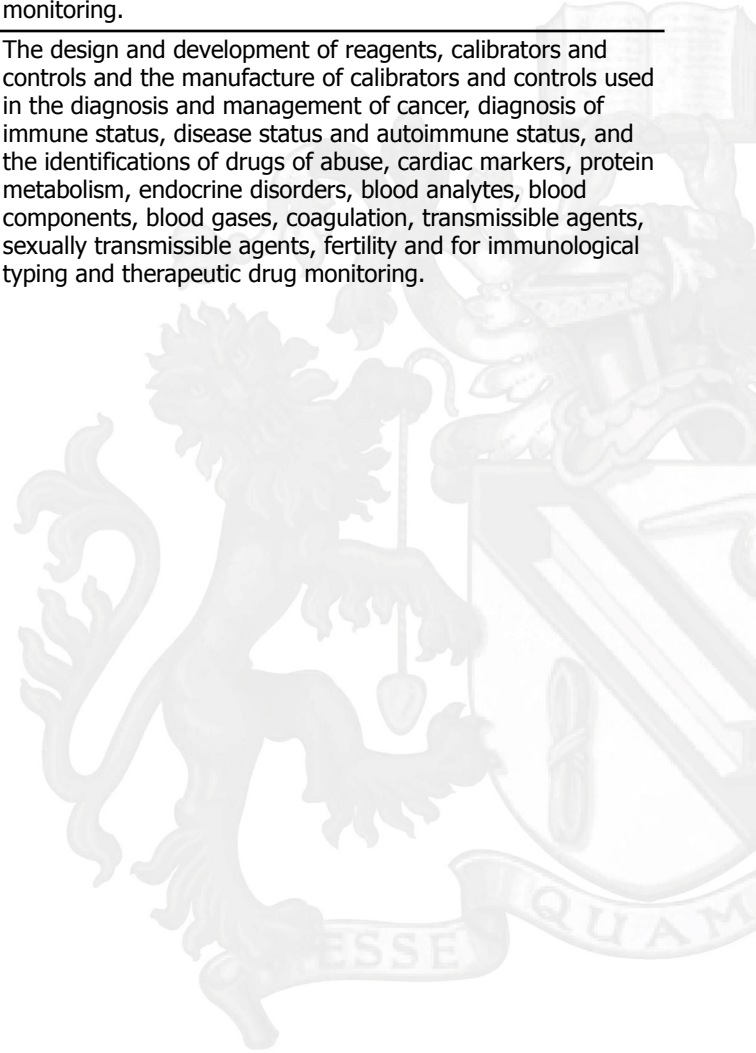 monitoring.
The design and development of reagents, calibrators and
controls and the manufacture of calibrators and controls used
in the diagnosis and management of cancer, diagnosis of
immune status, disease status and autoimmune status, and
the identifications of drugs of abuse, cardiac markers, protein
metabolism, endocrine disorders, blood analytes, blood
components, blood gases, coagulation, transmissible agents,
sexually transmissible agents, fertility and for immunological
typing and therapeutic drug monitoring.
ESSE QUAM